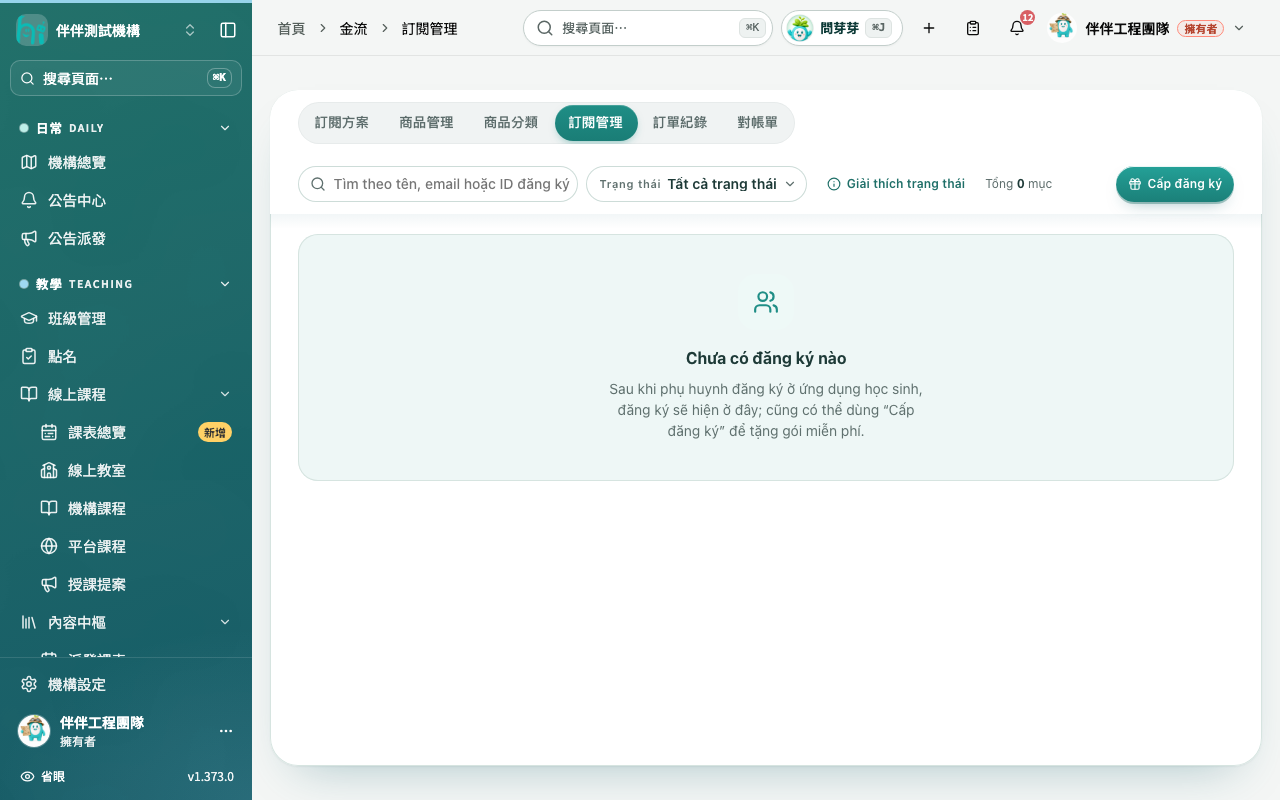 伴伴測試機構
搜尋頁面⋯
⌘K
日常 DAILY
機構總覽
公告中心
公告派發
教學 TEACHING
班級管理
點名
線上課程
課表總覽
新增
線上教室
機構課程
平台課程
授課提案
內容中樞
機構設定
伴伴工程團隊
擁有者
省眼
v1.373.0
首頁
金流
訂閱管理
搜尋頁面⋯
⌘K
問芽芽
⌘J
12
伴伴工程團隊
擁有者
訂閱方案
商品管理
商品分類
訂閱管理
訂單紀錄
對帳單
Tìm theo tên, email hoặc ID đăng ký
Trạng thái Tất cả trạng thái
Giải thích trạng thái
Tổng 0 mục
Cấp đăng ký
Chưa có đăng ký nào
Sau khi phụ huynh đăng ký ở ứng dụng học sinh,
đăng ký sẽ hiện ở đây; cũng có thể dùng “Cấp
đăng ký” để tặng gói miễn phí.